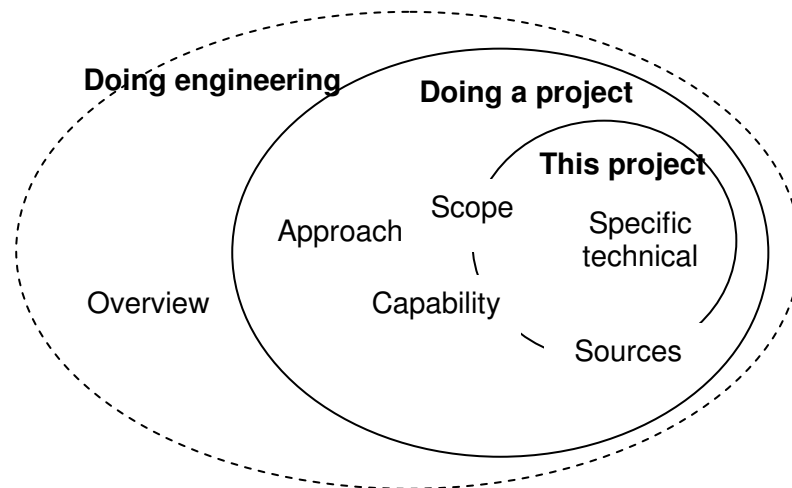 Doing engineering
Doing a project
This project
Scope
Specific
technical
Approach
Overview
Capability
Sources